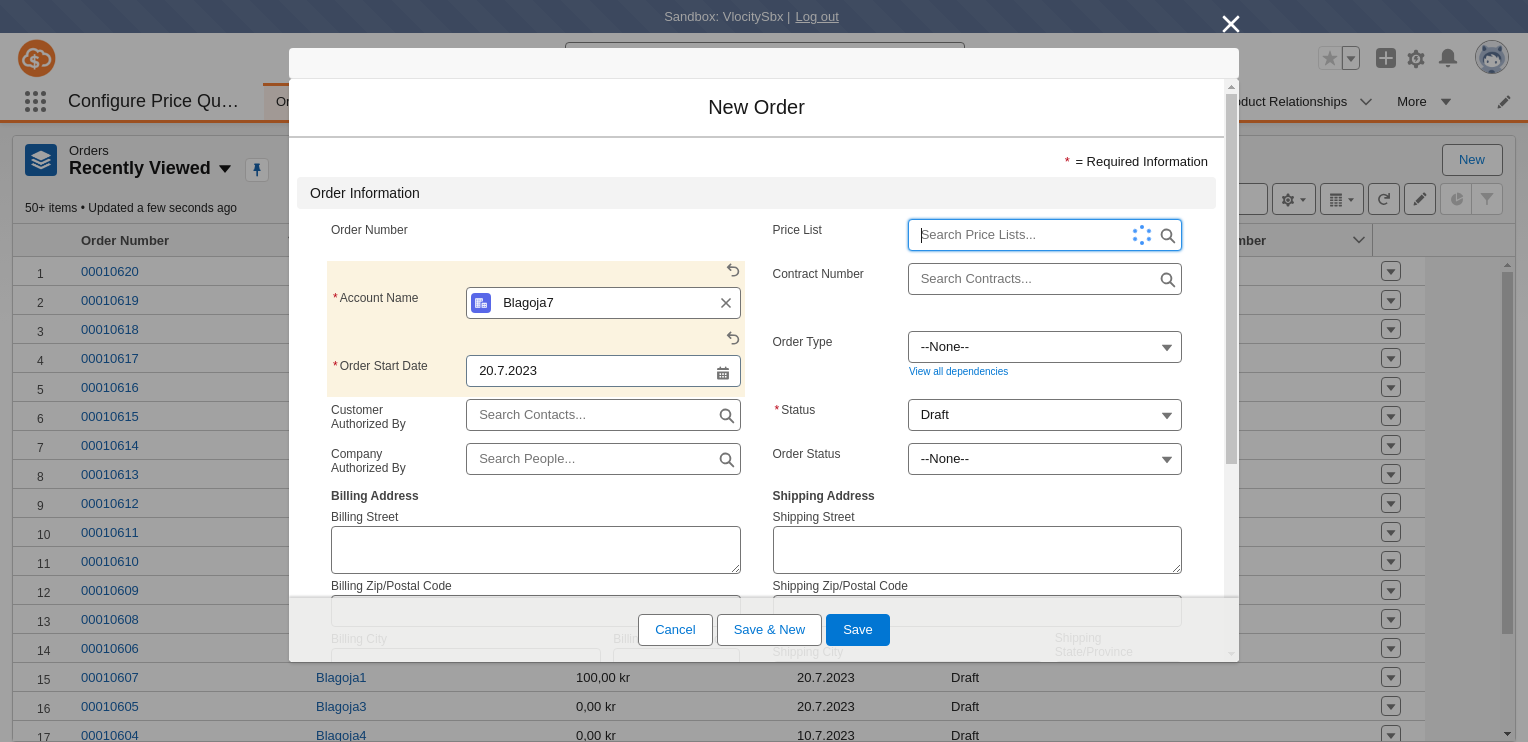 Sandbox: VlocitySbx | Log out
Configure Price Qu...
More
Orders
Recently Viewed
New
50+ items • Updated a few seconds ago
Order Number
1 00010620
2 00010619
3 00010618
4 00010617
5 00010616
6 00010615
7 00010614
8 00010613
9 00010612
10 00010611
11 00010610
12 00010609
13 00010608
14 00010606
15 00010607 Blagoja1 100,00 kr 20.7.2023 Draft
16 00010605 Blagoja3 0,00 kr 20.7.2023 Draft
17 00010604 Blagoja4 0,00 kr 10.7.2023 Draft
Relationships
New Order
* = Required Information
Order Information
Order Number
Price List
Search Price Lists...
Contract Number
Search Contracts...
* Account Name
Blagoja7
Order Type
--None--
View all dependencies
* Order Start Date
20.7.2023
Customer
Authorized By
Search Contacts...
* Status
Draft
Company
Authorized By
Search People...
Order Status
--None--
Billing Address
Shipping Address
Billing Street
Shipping Street
Billing Zip/Postal Code
Shipping Zip/Postal Code
Billing City
Shipping City
Shipping
State/Province
Cancel
Save & New
Save